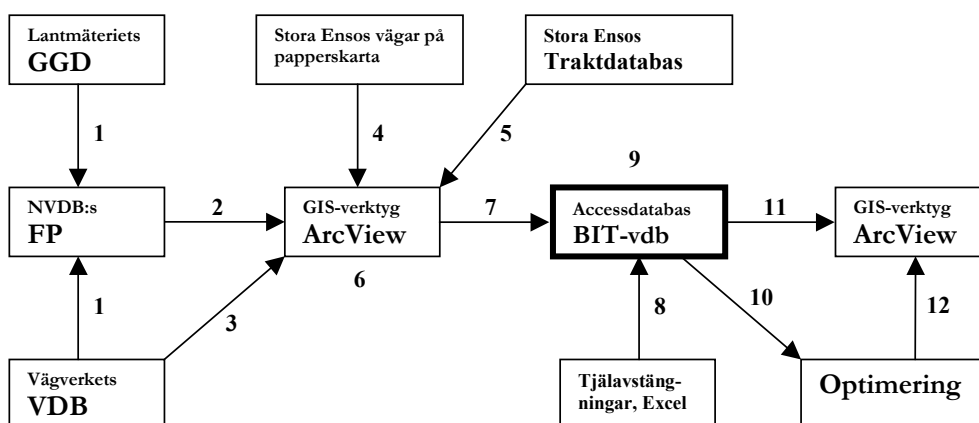 Lantmäteriets
GGD
Stora Ensos vägar på
papperskarta
Stora Ensos
Traktdatabas
1
4
5
9
NVDB:s
FP
2
GIS-verktyg
ArcView
7
Accessdatabas
BIT-vdb
11
GIS-verktyg
ArcView
6
1
3
8
10
12
Vägverkets
VDB
Tjälavstäng-
ningar, Excel
Optimering